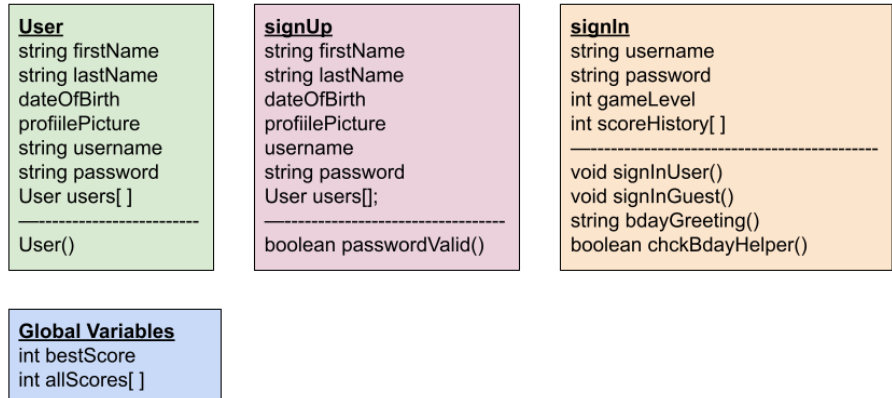 User
string firstName
string lastName
dateOfBirth
profiilePicture
string username
string password
User users[ ]
—-------------------------
User()
signUp
string firstName
string lastName
dateOfBirth
profiilePicture
username
string password
User users[];
—-----------------------------------
boolean passwordValid()
signIn
string username
string password
int gameLevel
int scoreHistory[ ]
—--------------------------------------------
void signInUser()
void signInGuest()
string bdayGreeting()
boolean chckBdayHelper()
Global Variables
int bestScore
int allScores[ ]